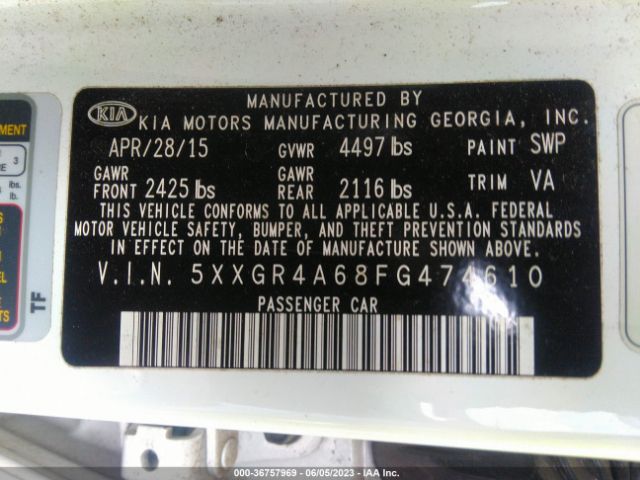 MANUFACTURED BY
KIA KIA MOTORS MANUFACTURING GEORGIA, INC.
APR/28/15 GVWR 4497 lbs PAINT SWP
GAWR FRONT 2425 lbs GAWR REAR 2116 lbs TRIM VA
THIS VEHICLE CONFORMS TO ALL APPLICABLE U.S.A. FEDERAL
MOTOR VEHICLE SAFETY, BUMPER, AND THEFT PREVENTION STANDARDS
IN EFFECT ON THE DATE OF MANUFACTURE SHOWN ABOVE.
V.I.N. 5XXGR4A68FG474610
PASSENGER CAR
TF
3
lbs.
lb.
000-36757969 - 06/05/2023 - IAA Inc.